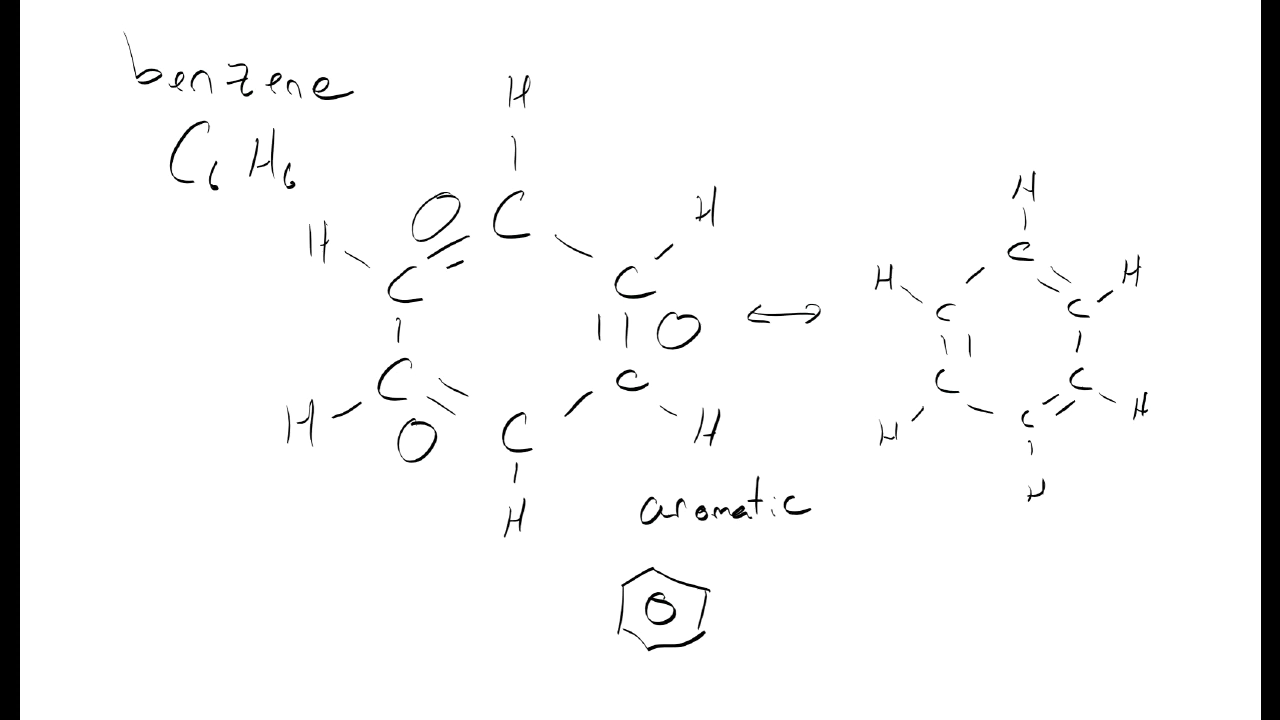 benzene
C₆H₆
H
O C H
H C C
|| O
C C
H O C H
H
H
C
H C C H
C C
H C H
H
aromatic
O